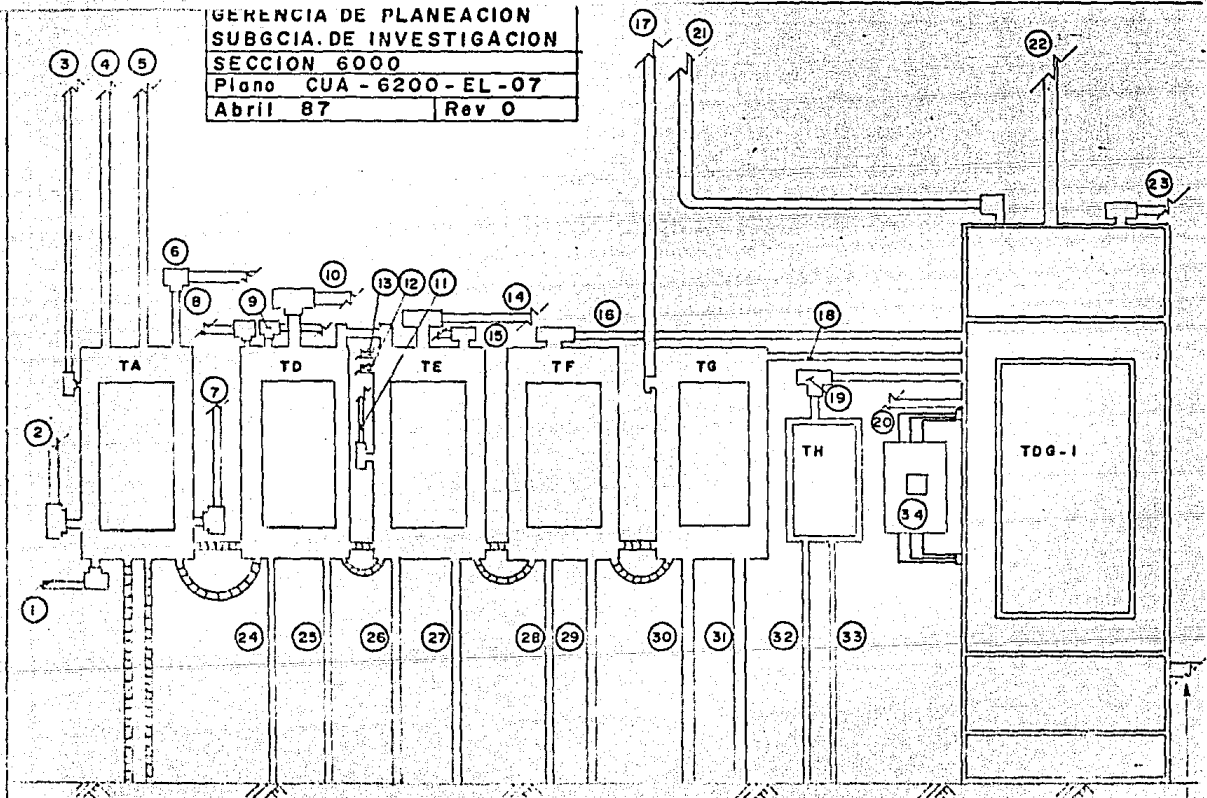 GERENCIA DE PLANEACION
SUBGCIA. DE INVESTIGACION
SECCION 6000
Plano CUA - 6200 - EL - 07
Abril 87 Rev 0
17
21
22
3
4
5
23
6
10
13
12
11
14
8
9
15
16
18
TA
TD
TE
TF
TG
19
7
20
2
TH
TDG-1
34
1
24
25
26
27
28
29
30
31
32
33